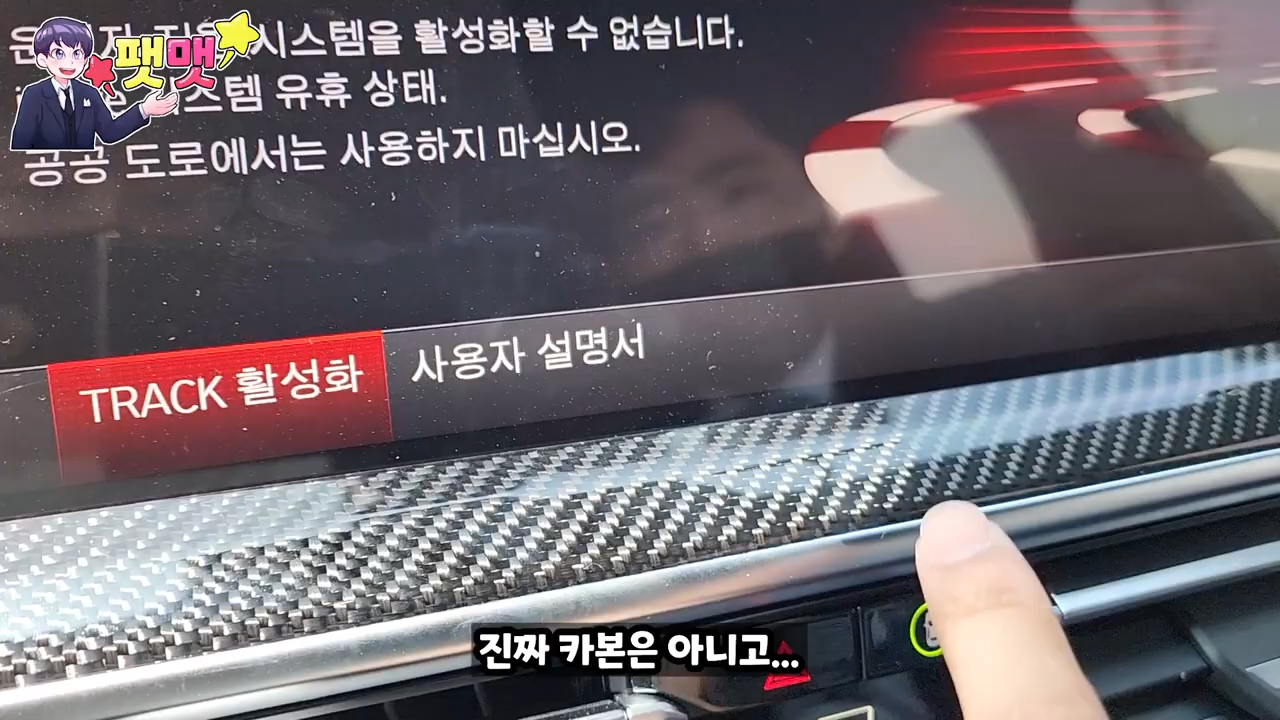 시스템을 활성화할 수 없습니다.
유휴 상태.
공공 도로에서는 사용하지 마십시오.
팻맷
TRACK 활성화
사용자 설명서
진짜 카본은 아니고...